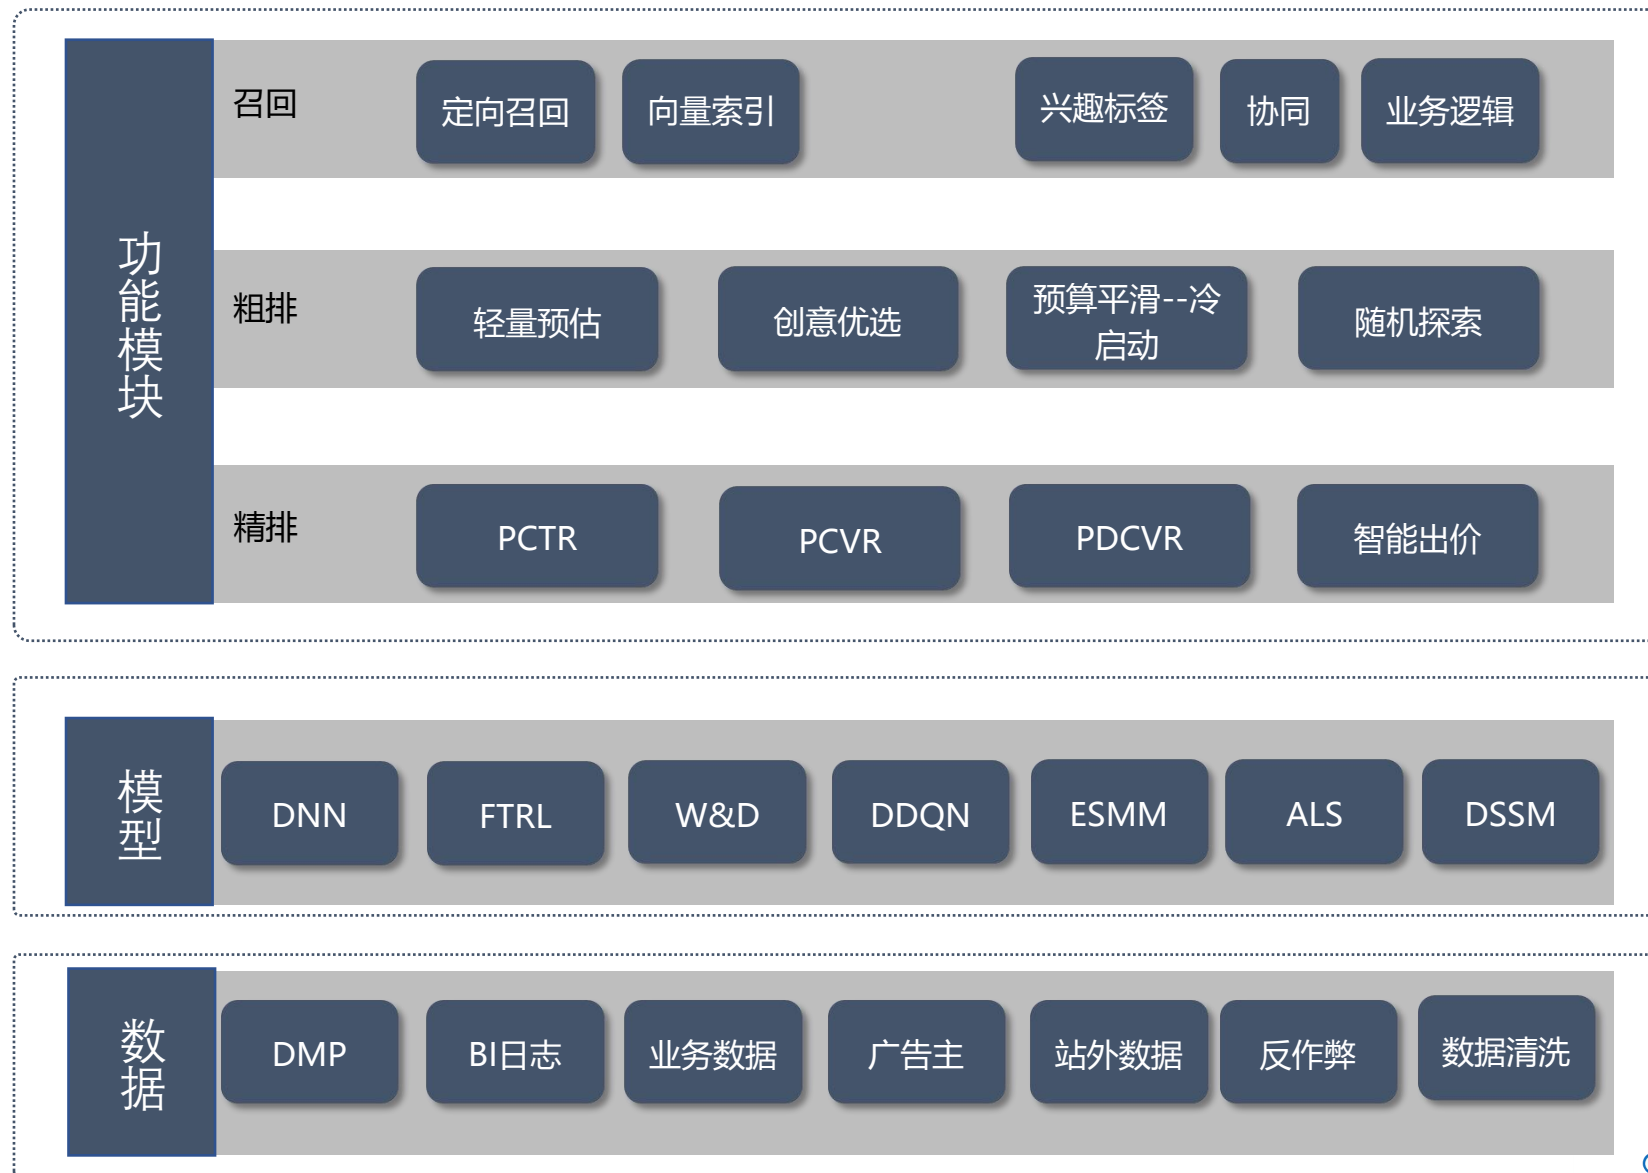 功能模块
召回
定向召回
向量索引
兴趣标签
协同
业务逻辑
粗排
轻量预估
创意优选
预算平滑--冷
启动
随机探索
精排
PCTR
PCVR
PDCVR
智能出价
模型
DNN
FTRL
W&D
DDQN
ESMM
ALS
DSSM
数据
DMP
BI日志
业务数据
广告主
站外数据
反作弊
数据清洗